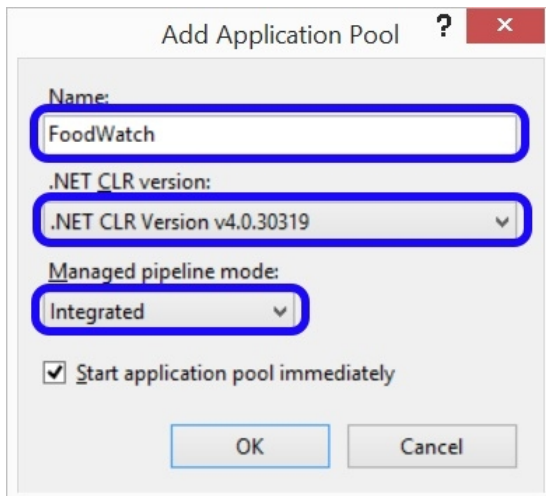 Add Application Pool ? ×
Name:
FoodWatch
.NET CLR version:
.NET CLR Version v4.0.30319
Managed pipeline mode:
Integrated
Start application pool immediately
OK Cancel